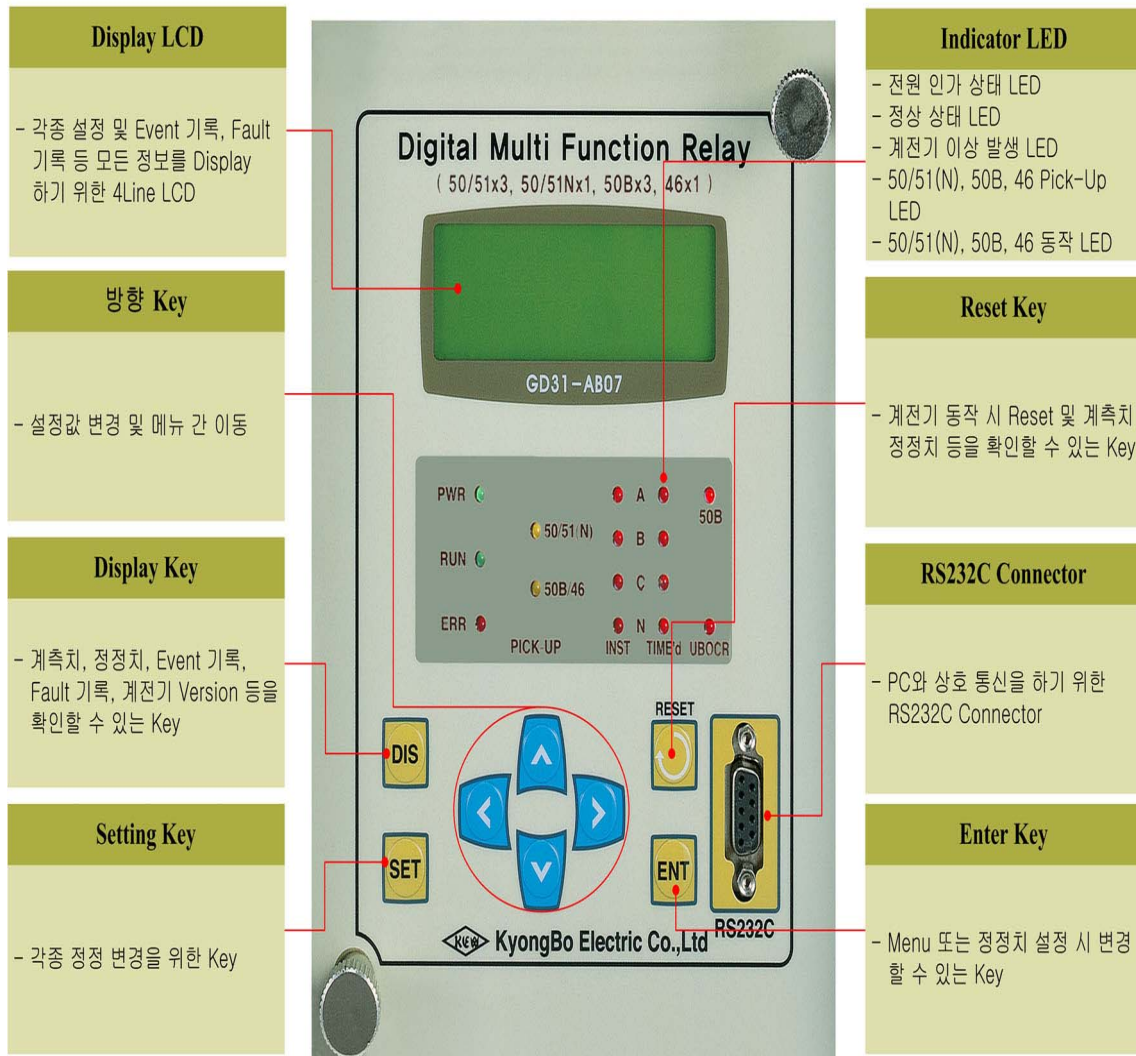 Display LCD
- 각종 설정 및 Event 기록, Fault
기록 등 모든 정보를 Display
하기 위한 4Line LCD
방향 Key
- 설정값 변경 및 메뉴 간 이동
Display Key
- 계측치, 정정치, Event 기록,
Fault 기록, 계전기 Version 등을
확인할 수 있는 Key
Setting Key
- 각종 정정 변경을 위한 Key
Digital Multi Function Relay
( 50/51x3, 50/51Nx1, 50Bx3, 46x1 )
GD31-AB07
PWR
A
50B
50/51(N)
B
RUN
C
50B/46
ERR
N
PICK-UP
INST
TIME'd
UBOCR
DIS
RESET
SET
ENT
KEW
KyongBo Electric Co.,Ltd
RS232C
Indicator LED
- 전원 인가 상태 LED
- 정상 상태 LED
- 계전기 이상 발생 LED
- 50/51(N), 50B, 46 Pick-Up
LED
- 50/51(N), 50B, 46 동작 LED
Reset Key
- 계전기 동작 시 Reset 및 계측치
정정치 등을 확인할 수 있는 Key
RS232C Connector
- PC와 상호 통신을 하기 위한
RS232C Connector
Enter Key
- Menu 또는 정정치 설정 시 변경
할 수 있는 Key